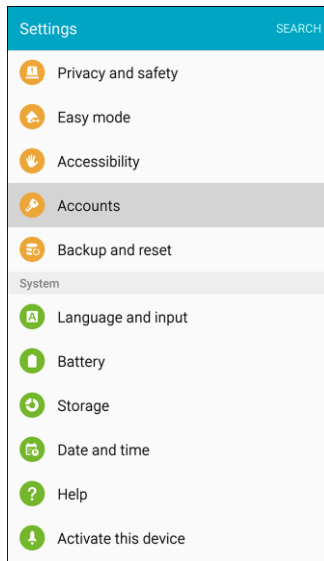 Settings SEARCH
Privacy and safety
Easy mode
Accessibility
Accounts
Backup and reset
System
A Language and input
Battery
Storage
Date and time
? Help
Activate this device